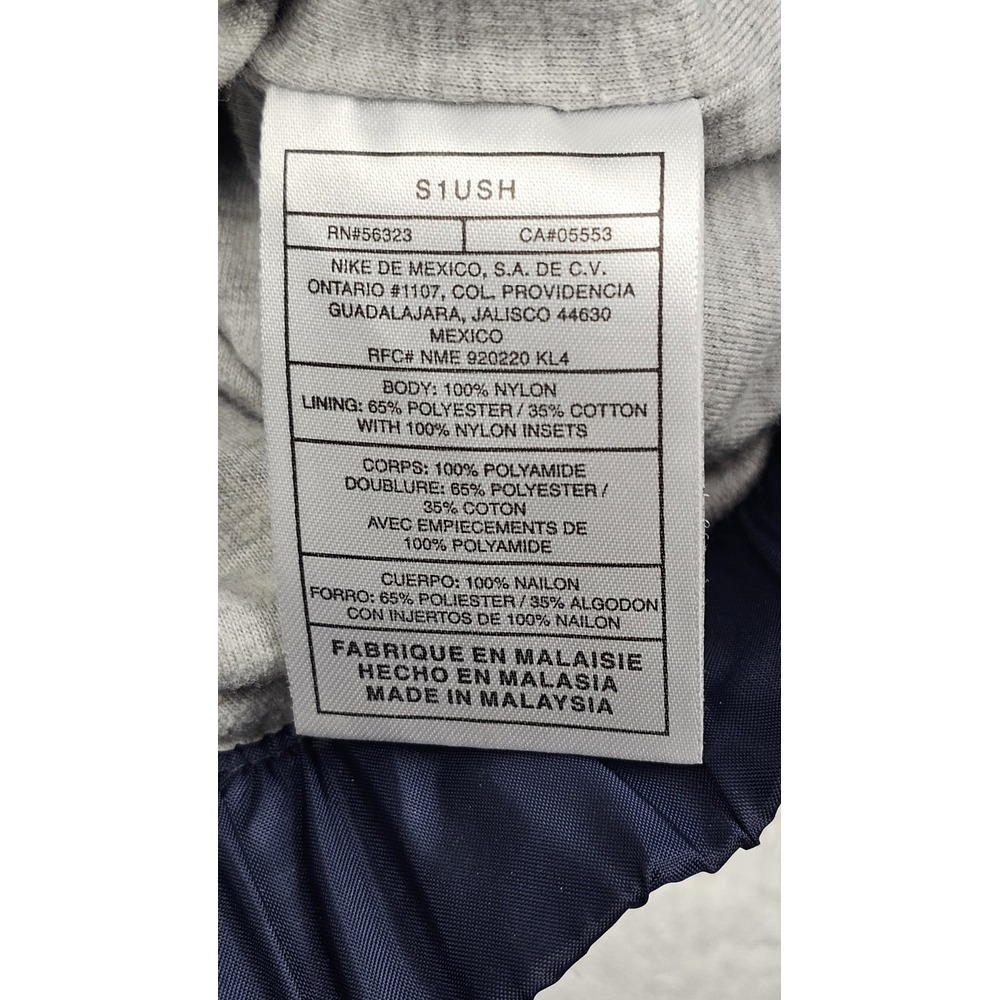 S1USH
RN#56323
CA#05553
NIKE DE MEXICO, S.A. DE C.V.
ONTARIO #1107, COL. PROVIDENCIA
GUADALAJARA, JALISCO 44630
MEXICO
RFC# NME 920220 KL4
BODY: 100% NYLON
LINING: 65% POLYESTER / 35% COTTON
WITH 100% NYLON INSETS
CORPS: 100% POLYAMIDE
DOUBLURE: 65% POLYESTER /
35% COTON
AVEC EMPIECEMENTS DE
100% POLYAMIDE
CUERPO: 100% NAILON
FORRO: 65% POLIESTER / 35% ALGODON
CON INJERTOS DE 100% NAILON
FABRIQUE EN MALAISIE
HECHO EN MALASIA
MADE IN MALAYSIA